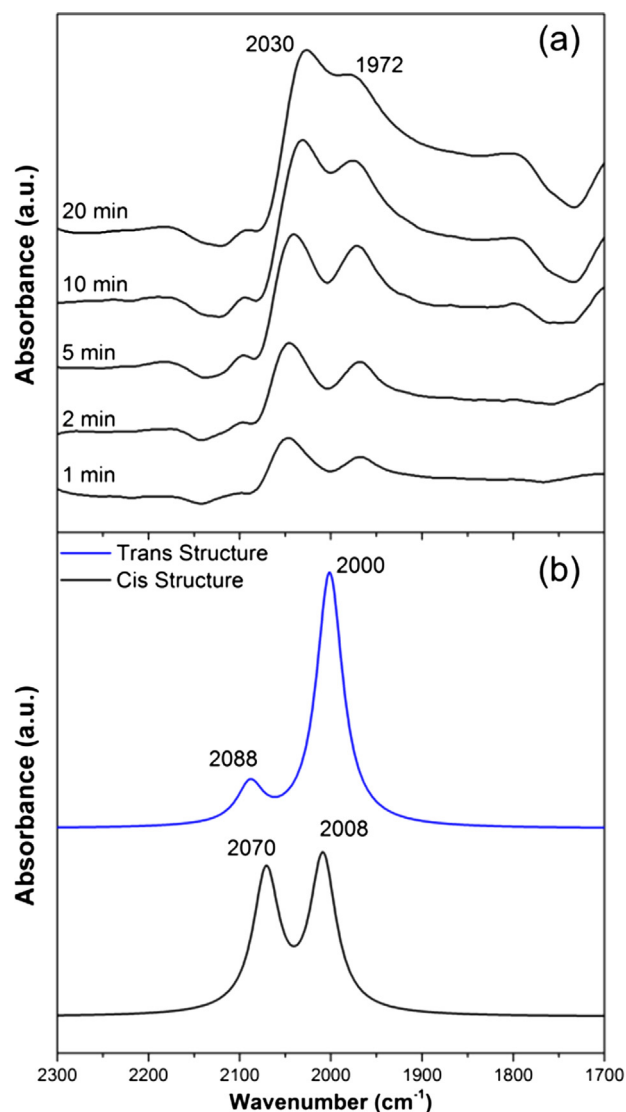 (a)
2030
1972
20 min
10 min
5 min
2 min
1 min
Absorbance (a.u.)
Trans Structure
Cis Structure
(b)
2000
2088
2070
2008
Absorbance (a.u.)
2300 2200 2100 2000 1900 1800 1700
Wavenumber (cm⁻¹)